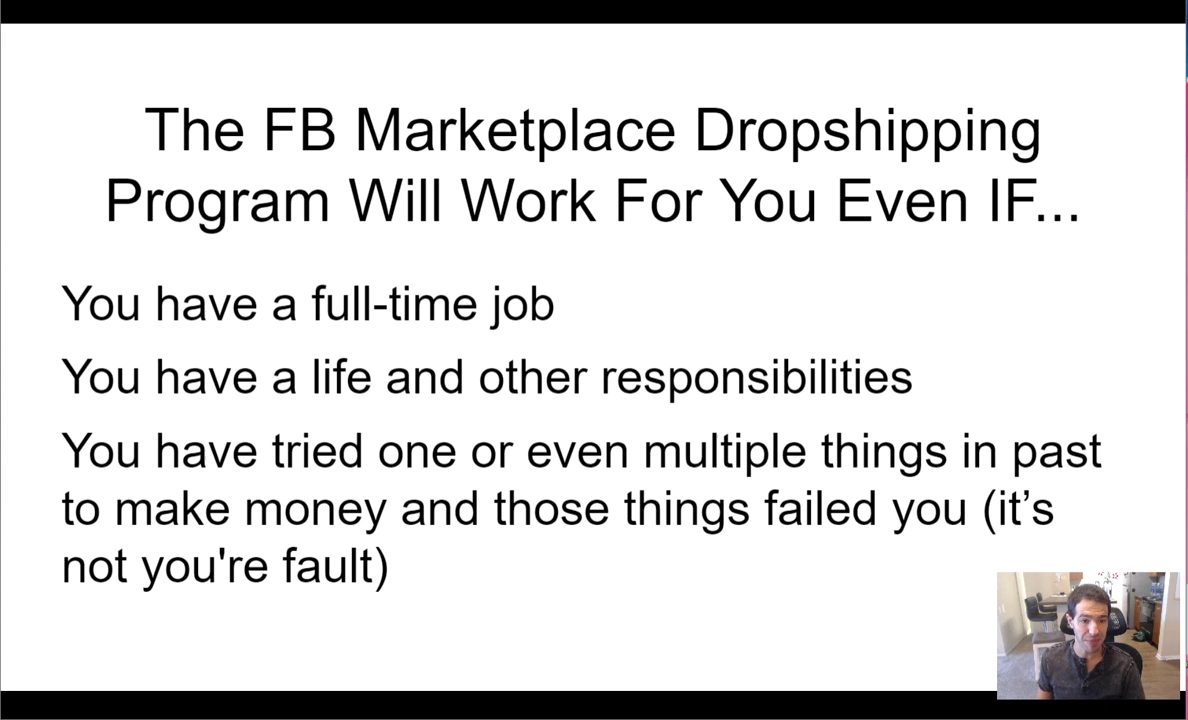 The FB Marketplace Dropshipping
Program Will Work For You Even IF...
You have a full-time job
You have a life and other responsibilities
You have tried one or even multiple things in past
to make money and those things failed you (it’s
not you're fault)